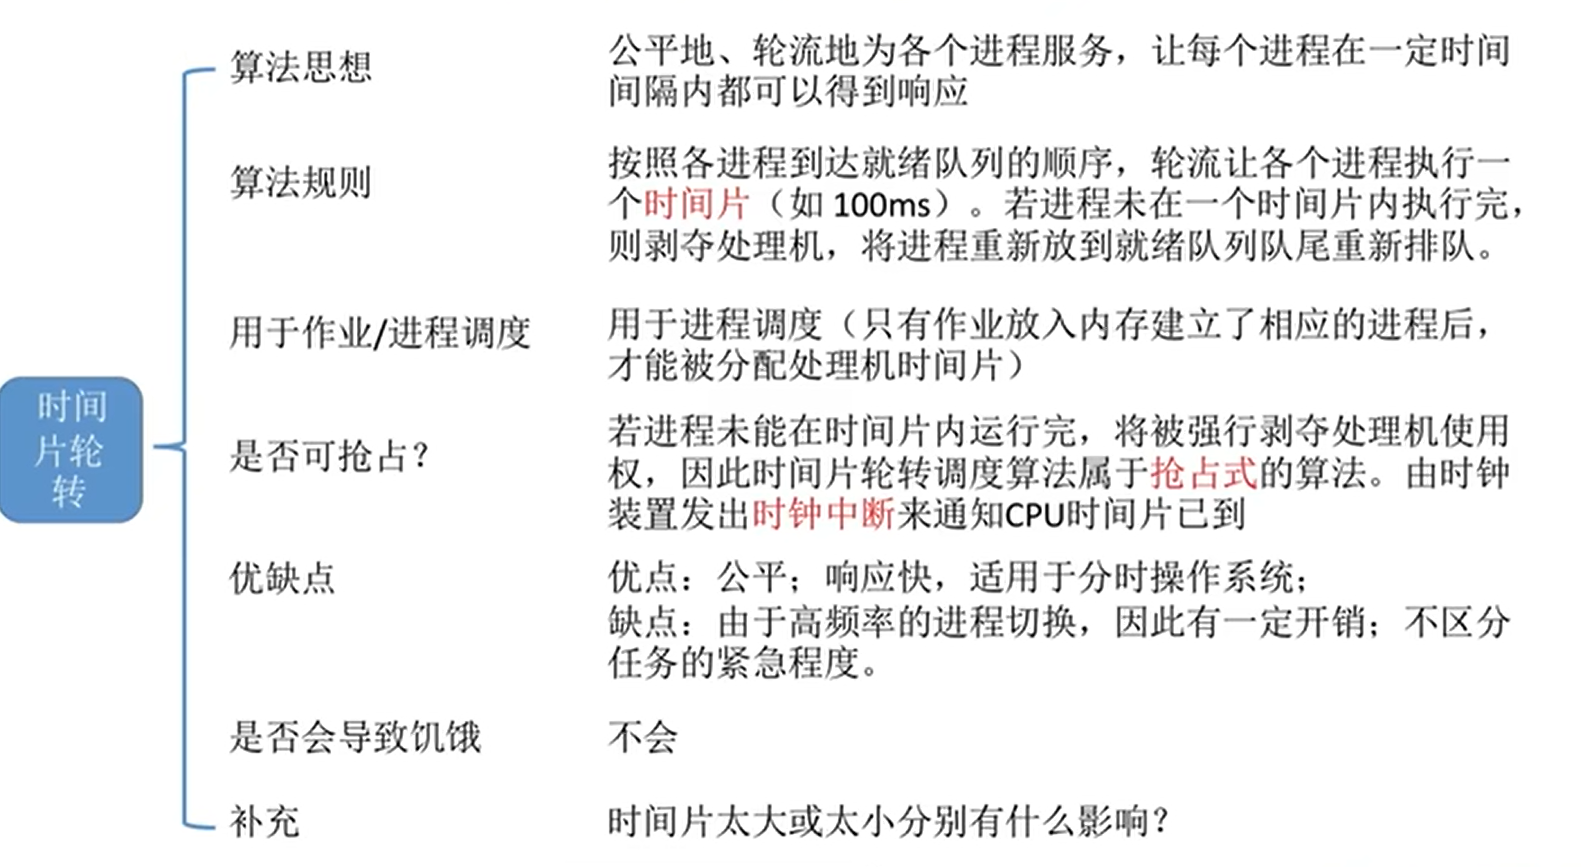 算法思想
公平地、轮流地为各个进程服务，让每个进程在一定时间
间隔内都可以得到响应
算法规则
按照各进程到达就绪队列的顺序，轮流让各个进程执行一
个时间片（如 100ms）。若进程未在一个时间片内执行完，
则剥夺处理机，将进程重新放到就绪队列队尾重新排队。
用于作业/进程调度
用于进程调度（只有作业放入内存建立了相应的进程后，
才能被分配处理机时间片）
时间
片轮
转
是否可抢占？
若进程未能在时间片内运行完，将被强行剥夺处理机使用
权，因此时间片轮转调度算法属于抢占式的算法。由时钟
装置发出时钟中断来通知CPU时间片已到
优缺点
优点：公平；响应快，适用于分时操作系统；
缺点：由于高频率的进程切换，因此有一定开销；不区分
任务的紧急程度。
是否会导致饥饿
不会
补充
时间片太大或太小分别有什么影响？